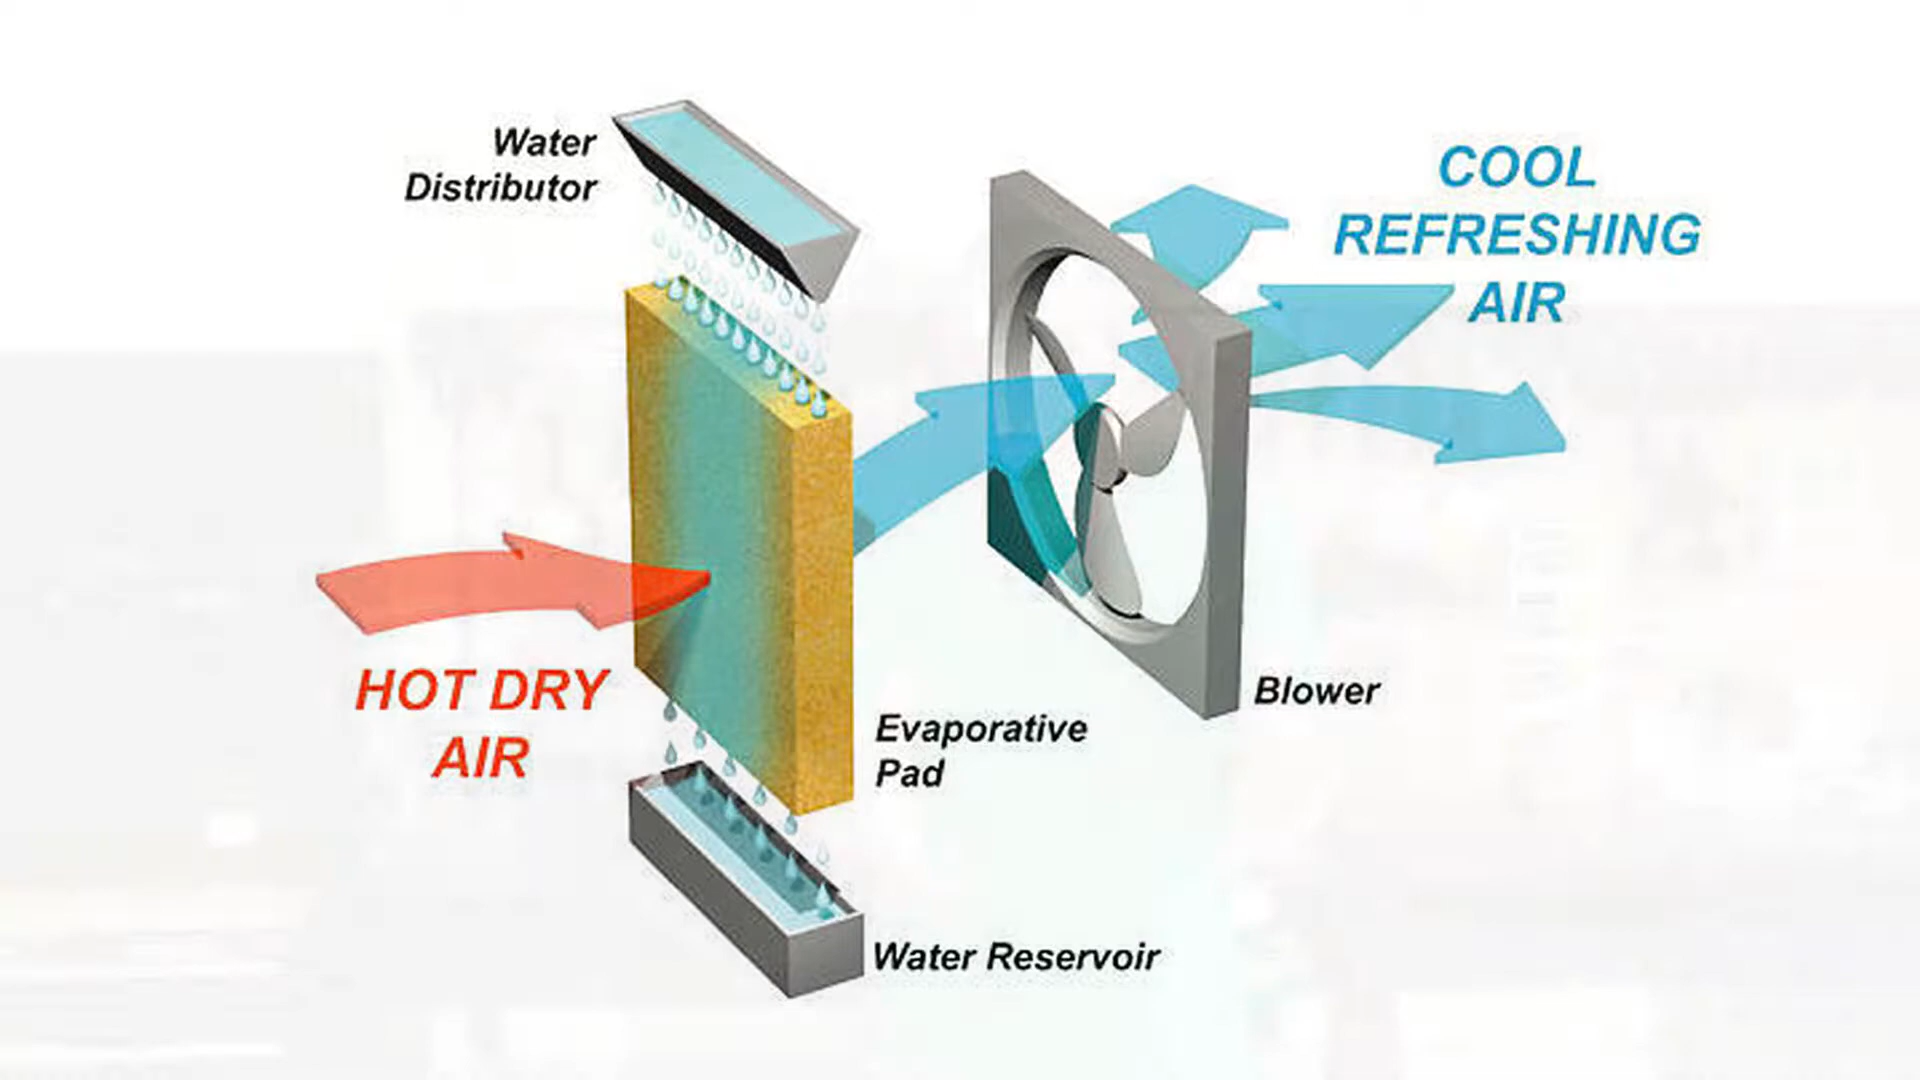 Water
Distributor
COOL
REFRESHING
AIR
HOT DRY
AIR
Evaporative
Pad
Blower
Water Reservoir